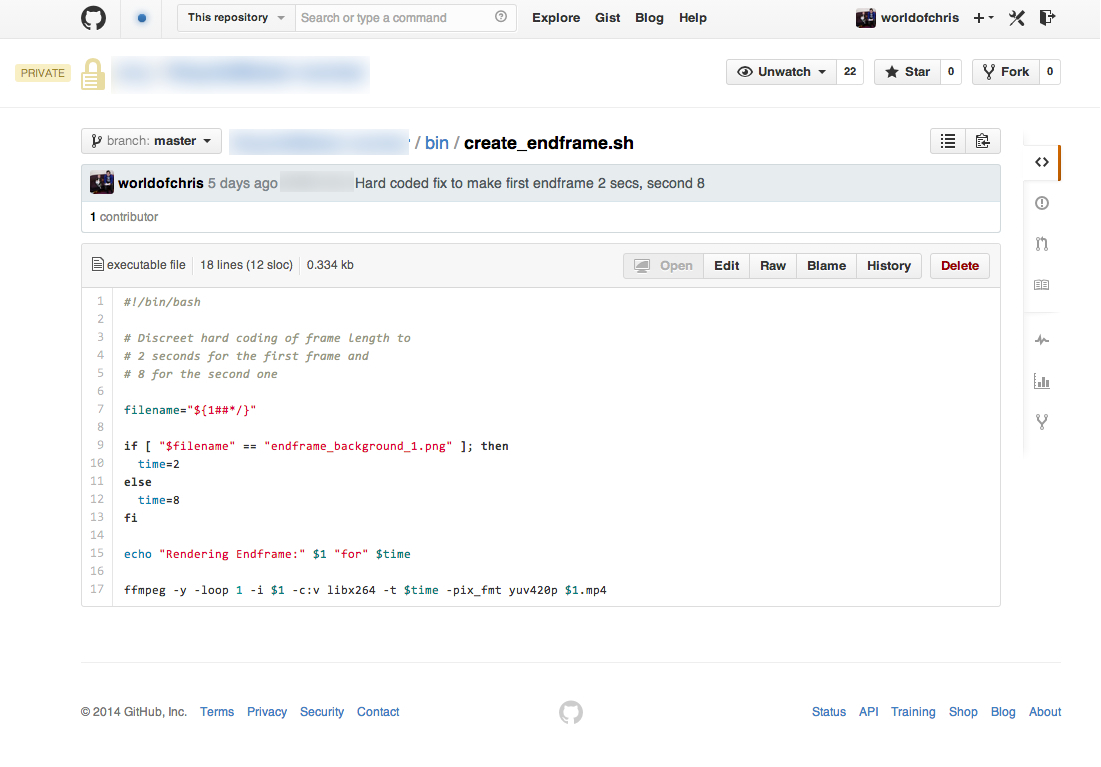 This repository Search or type a command Explore Gist Blog Help worldofchris
PRIVATE Unwatch 22 Star 0 Fork 0
branch: master / bin / create_endframe.sh
worldofchris 5 days ago Hard coded fix to make first endframe 2 secs, second 8
1 contributor
executable file 18 lines (12 sloc) 0.334 kb Open Edit Raw Blame History Delete
1 #!/bin/bash
2
3 # Discreet hard coding of frame length to
4 # 2 seconds for the first frame and
5 # 8 for the second one
6
7 filename="${1##*/}"
8
9 if [ "$filename" == "endframe_background_1.png" ]; then
10 time=2
11 else
12 time=8
13 fi
14
15 echo "Rendering Endframe:" $1 "for" $time
16
17 ffmpeg -y -loop 1 -i $1 -c:v libx264 -t $time -pix_fmt yuv420p $1.mp4
© 2014 GitHub, Inc. Terms Privacy Security Contact Status API Training Shop Blog About